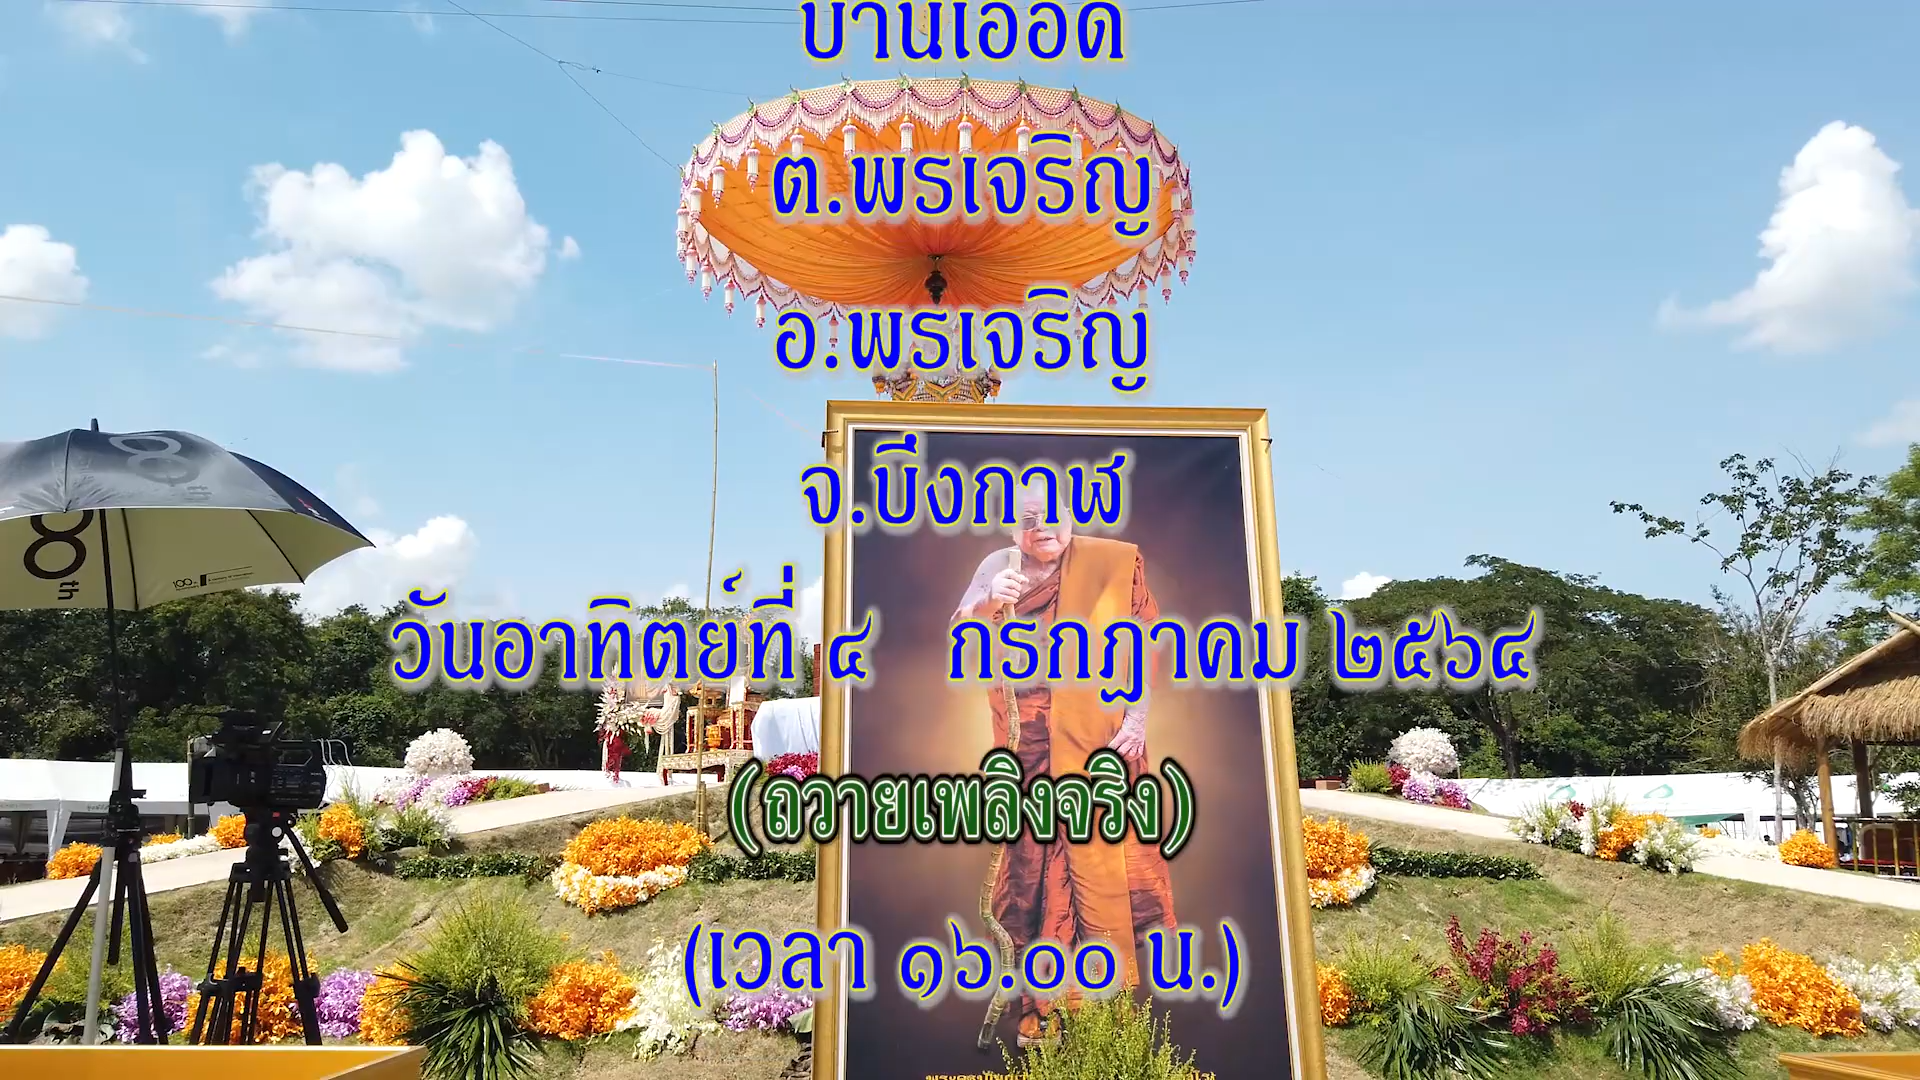 บ้านเออด
ต.พรเจริญ
อ.พรเจริญ
จ.บึงกาฬ
วันอาทิตย์ที่ ๔ กรกฎาคม ๒๕๖๔
(ถวายเพลิงจริง)
(เวลา ๑๖.๐๐ น.)
8th
8th
100